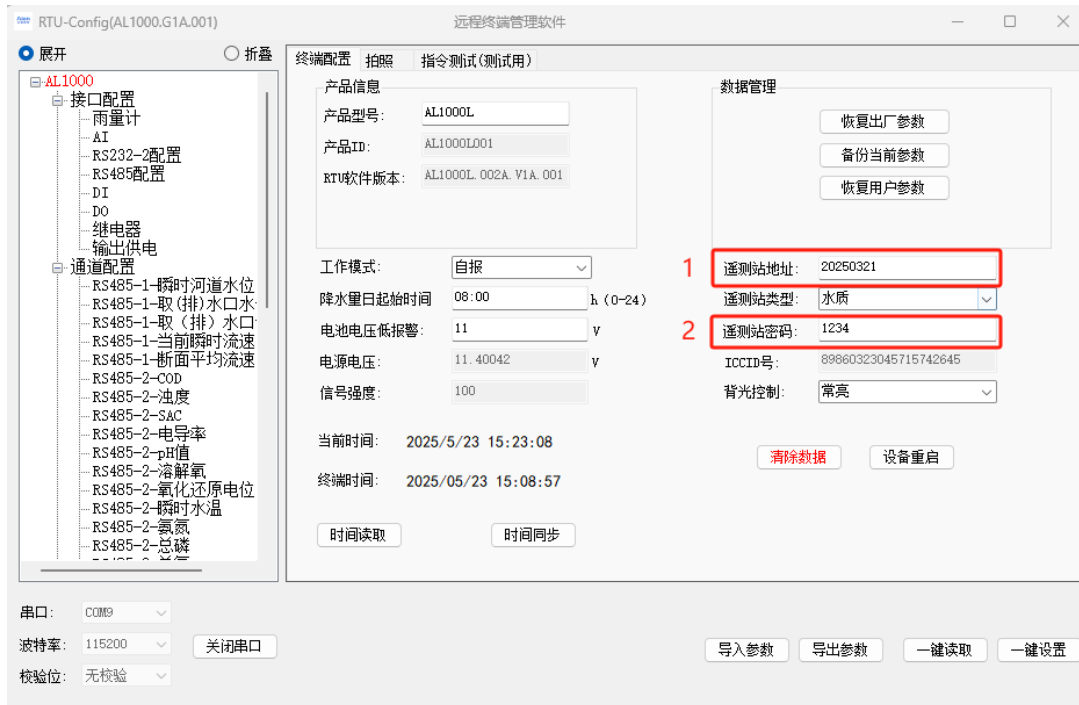 RTU-Config(AL1000.G1A.001)
远程终端管理软件
展开
折叠
AL1000
接口配置
雨量计
AI
RS232-2配置
RS485配置
DI
DO
继电器
输出供电
通道配置
RS485-1-瞬时河道水位
RS485-1-取(排)水口水
RS485-1-取（排）水口
RS485-1-当前瞬时流速
RS485-1-断面平均流速
RS485-2-COD
RS485-2-浊度
RS485-2-SAC
RS485-2-电导率
RS485-2-pH值
RS485-2-溶解氧
RS485-2-氧化还原电位
RS485-2-瞬时水温
RS485-2-氨氮
RS485-2-总磷
终端配置
拍照
指令测试(测试用)
产品信息
产品型号: AL1000L
产品ID: AL1000L001
RTU软件版本: AL1000L.002A.V1A.001
数据管理
恢复出厂参数
备份当前参数
恢复用户参数
工作模式: 自报
降水量日起始时间 08:00 h (0-24)
电池电压低报警: 11 V
电源电压: 11.40042 V
信号强度: 100
1 遥测站地址: 20250321
遥测站类型: 水质
2 遥测站密码: 1234
ICCID号: 89860323045715742645
背光控制: 常亮
当前时间: 2025/5/23 15:23:08
终端时间: 2025/05/23 15:08:57
清除数据
设备重启
时间读取
时间同步
串口: COM9
波特率: 115200
关闭串口
校验位: 无校验
导入参数
导出参数
一键读取
一键设置